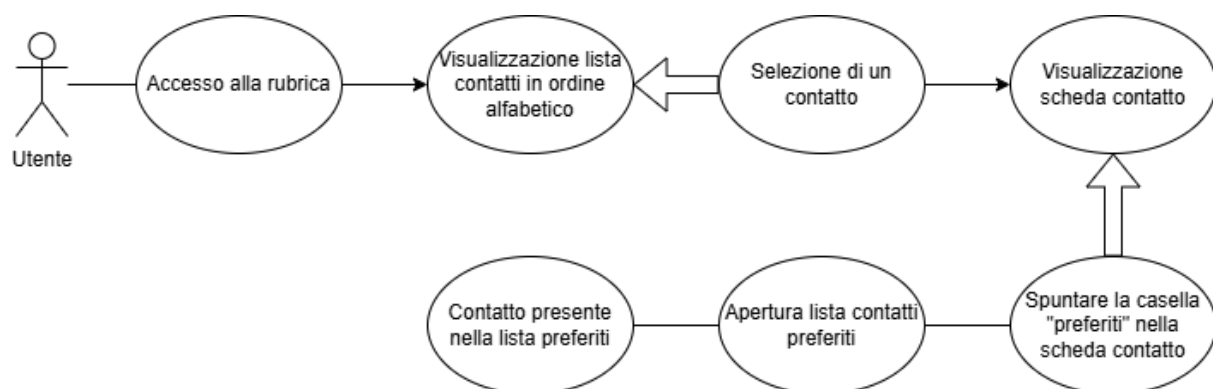 Utente
Accesso alla rubrica
Visualizzazione lista
contatti in ordine
alfabetico
Selezione di un
contatto
Visualizzazione
scheda contatto
Contatto presente
nella lista preferiti
Apertura lista contatti
preferiti
Spuntare la casella
"preferiti" nella
scheda contatto